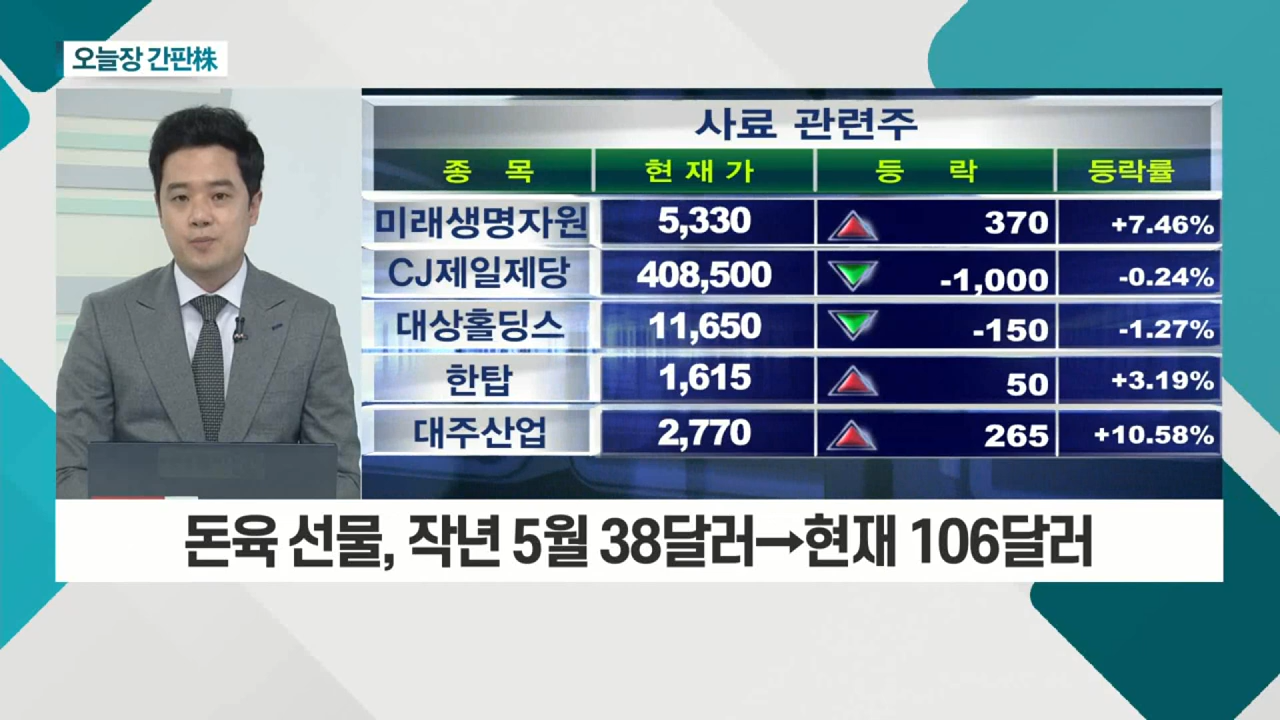 오늘장 간판株
사료 관련주
종 목 현 재 가 등 락 등락률
미래생명자원 5,330 370 +7.46%
CJ제일제당 408,500 -1,000 -0.24%
대상홀딩스 11,650 -150 -1.27%
한탑 1,615 50 +3.19%
대주산업 2,770 265 +10.58%
돈육 선물, 작년 5월 38달러→현재 106달러